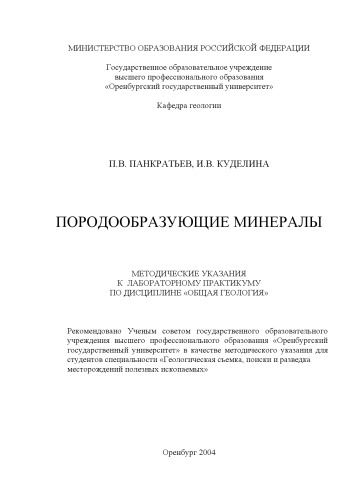 МИНИСТЕРСТВО ОБРАЗОВАНИЯ РОССИЙСКОЙ ФЕДЕРАЦИИ
Государственное образовательное учреждение
высшего профессионального образования
«Оренбургский государственный университет»
Кафедра геологии
П.В. ПАНКРАТЬЕВ, И.В. КУДЕЛИНА
ПОРОДООБРАЗУЮЩИЕ МИНЕРАЛЫ
МЕТОДИЧЕСКИЕ УКАЗАНИЯ
К ЛАБОРАТОРНОМУ ПРАКТИКУМУ
ПО ДИСЦИПЛИНЕ «ОБЩАЯ ГЕОЛОГИЯ»
Рекомендовано Ученым советом государственного образовательного
учреждения высшего профессионального образования «Оренбургский
государственный университет» в качестве методического указания для
студентов специальности «Геологическая съемка, поиски и разведка
месторождений полезных ископаемых»
Оренбург 2004